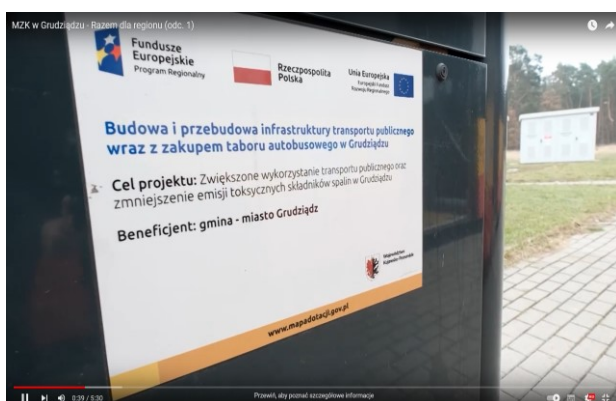 MZK w Grudziądzu - Razem dla regionu (odc. 1)
Fundusze
Europejskie
Program Regionalny
Rzeczpospolita
Polska
Unia Europejska
Europejski Fundusz
Rozwoju Regionalnego
Budowa i przebudowa infrastruktury transportu publicznego
wraz z zakupem taboru autobusowego w Grudziądzu
Cel projektu: Zwiększone wykorzystanie transportu publicznego oraz
zmniejszenie emisji toksycznych składników spalin w Grudziądzu
Beneficjent: gmina - miasto Grudziądz
Województwo
Kujawsko-Pomorskie
www.mapadotacji.gov.pl
0:39 / 5:30
Przewiń, aby poznać szczegółowe informacje